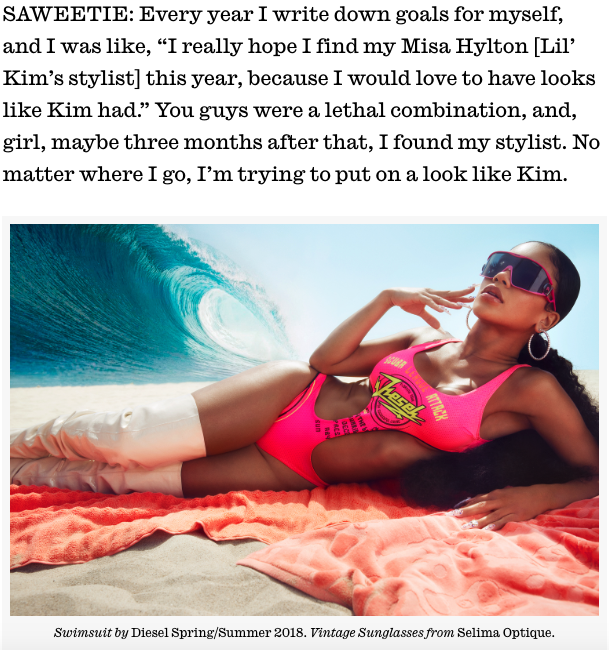 SAWEETIE: Every year I write down goals for myself,
and I was like, “I really hope I find my Misa Hylton [Lil’
Kim’s stylist] this year, because I would love to have looks
like Kim had.” You guys were a lethal combination, and,
girl, maybe three months after that, I found my stylist. No
matter where I go, I’m trying to put on a look like Kim.
SCUBA ATTACK
Diesel
Swimsuit by Diesel Spring/Summer 2018. Vintage Sunglasses from Selima Optique.